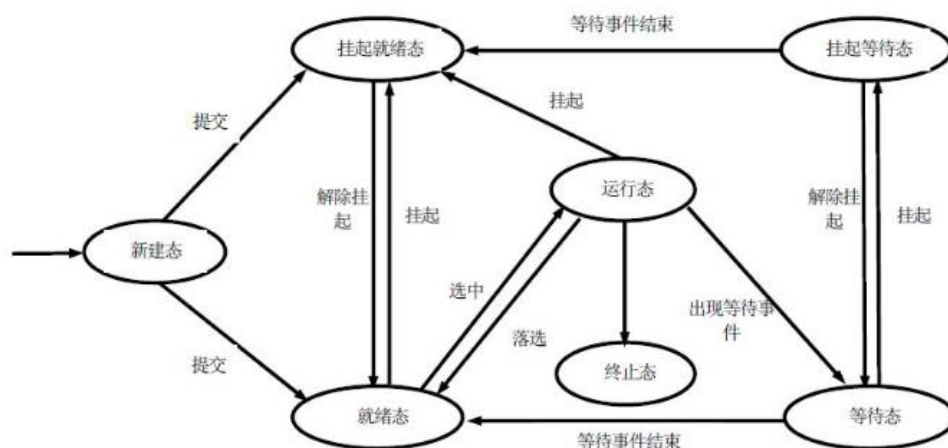 等待事件结束
挂起就绪态
挂起等待态
挂起
提交
运行态
解除挂
起
挂起
解除挂
起
挂起
新建态
选中
出现等待事
件
落选
提交
终止态
就绪态
等待态
等待事件结束